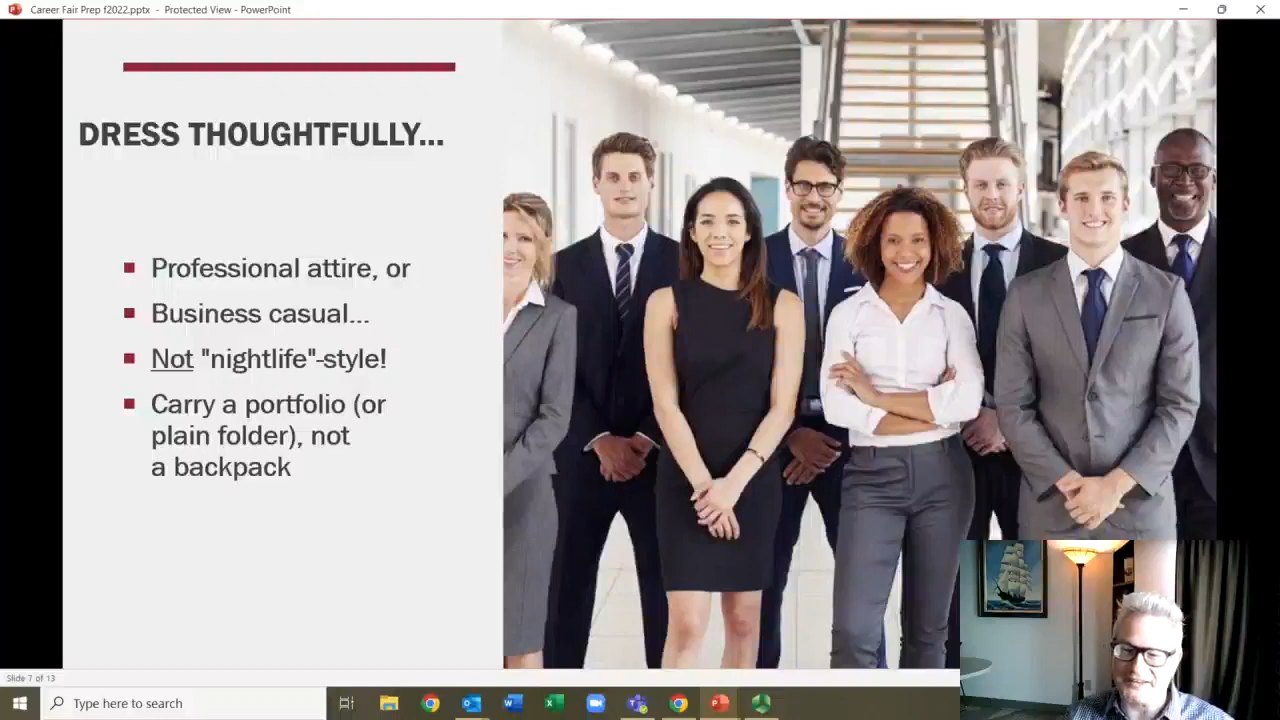 Career Fair Prep f2022.pptx - Protected View - PowerPoint
DRESS THOUGHTFULLY...
Professional attire, or
Business casual...
Not "nightlife"-style!
Carry a portfolio (or
plain folder), not
a backpack
Slide 7 of 13
Type here to search